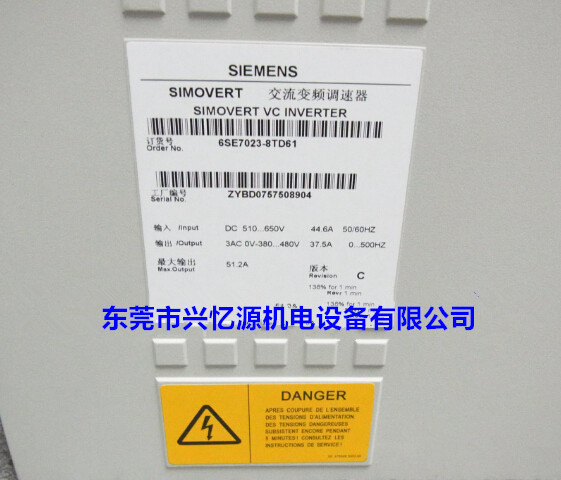 SIEMENS
SIMOVERT 交流变频调速器
SIMOVERT VC INVERTER
订货号
Order No.
6SE7023-8TD61
工厂编号
Serial No.
ZYBD0757508904
输入 /Input DC 510...650V 44.6A 50/60HZ
输出 /Output 3AC 0V-380...480V 37.5A 0...500HZ
最大输出
Max.Output
51.2A
版本
Revision C
136% for 1 min
136% for 1 min
东莞市兴忆源机电设备有限公司
DANGER
APRES COUPURE DE L'ENSEMBLE
DES TENSIONS DANGEREUSES
SUBSISTENT ENCORE PENDANT
5 MINUTES! CONSULTEZ LES
INSTRUCTIONS DE SERVICE!